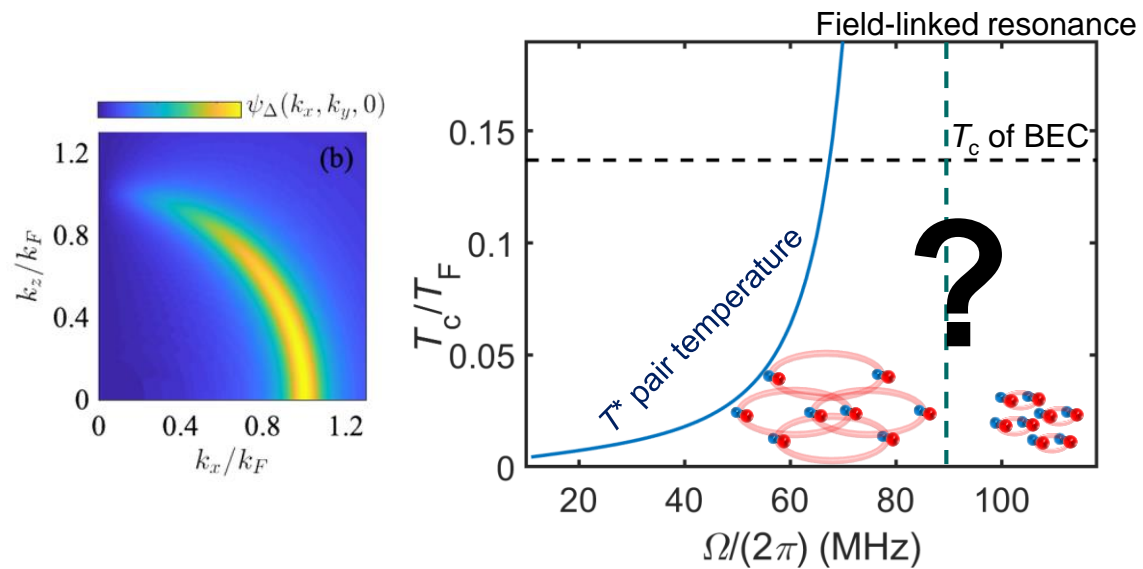 ψ_Δ(k_x, k_y, 0)
(b)
1.2
0.8
0.4
0
k_z/k_F
0
0.4
0.8
1.2
k_x/k_F
Field-linked resonance
T_c of BEC
T* pair temperature
?
0.15
0.1
0.05
0
T_c/T_F
20
40
60
80
100
Ω/(2π) (MHz)